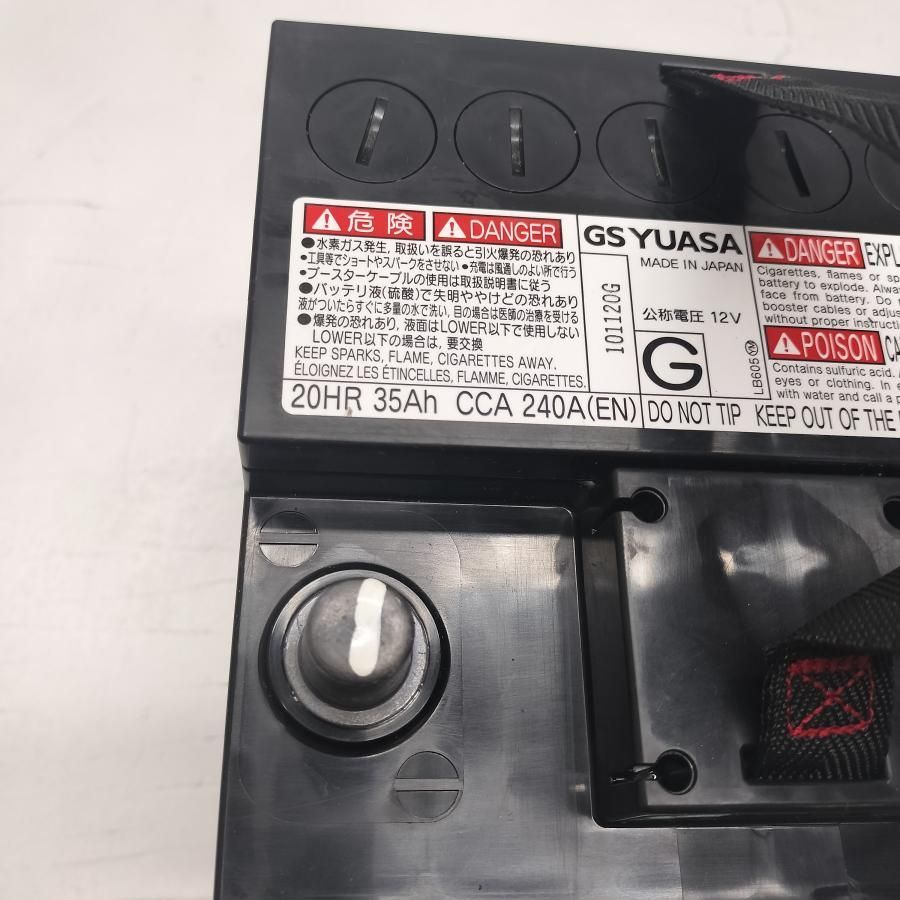 危険 DANGER
●水素ガス発生, 取扱いを誤ると引火爆発の恐れあり
●工具等でショートやスパークをさせない ●充電は風通しのよい所で行う
●ブースターケーブルの使用は取扱説明書に従う
●バッテリ液(硫酸)で失明ややけどの恐れあり
液がついたらすぐに多量の水で洗い, 目の場合は医師の治療を受ける
●爆発の恐れあり, 液面はLOWER以下で使用しない
LOWER以下の場合は, 要交換
KEEP SPARKS, FLAME, CIGARETTES AWAY.
ÉLOIGNEZ LES ÉTINCELLES, FLAMME, CIGARETTES.
20HR 35Ah CCA 240A(EN)
GS YUASA
MADE IN JAPAN
101120G
公称電圧 12V
G
LB605
DO NOT TIP KEEP OUT OF THE
DANGER
Cigarettes, flames or
battery to explode.
face from battery. Do
booster cables or
without proper
POISON
Contains sulfuric acid.
eyes or clothing. In
with water and call a